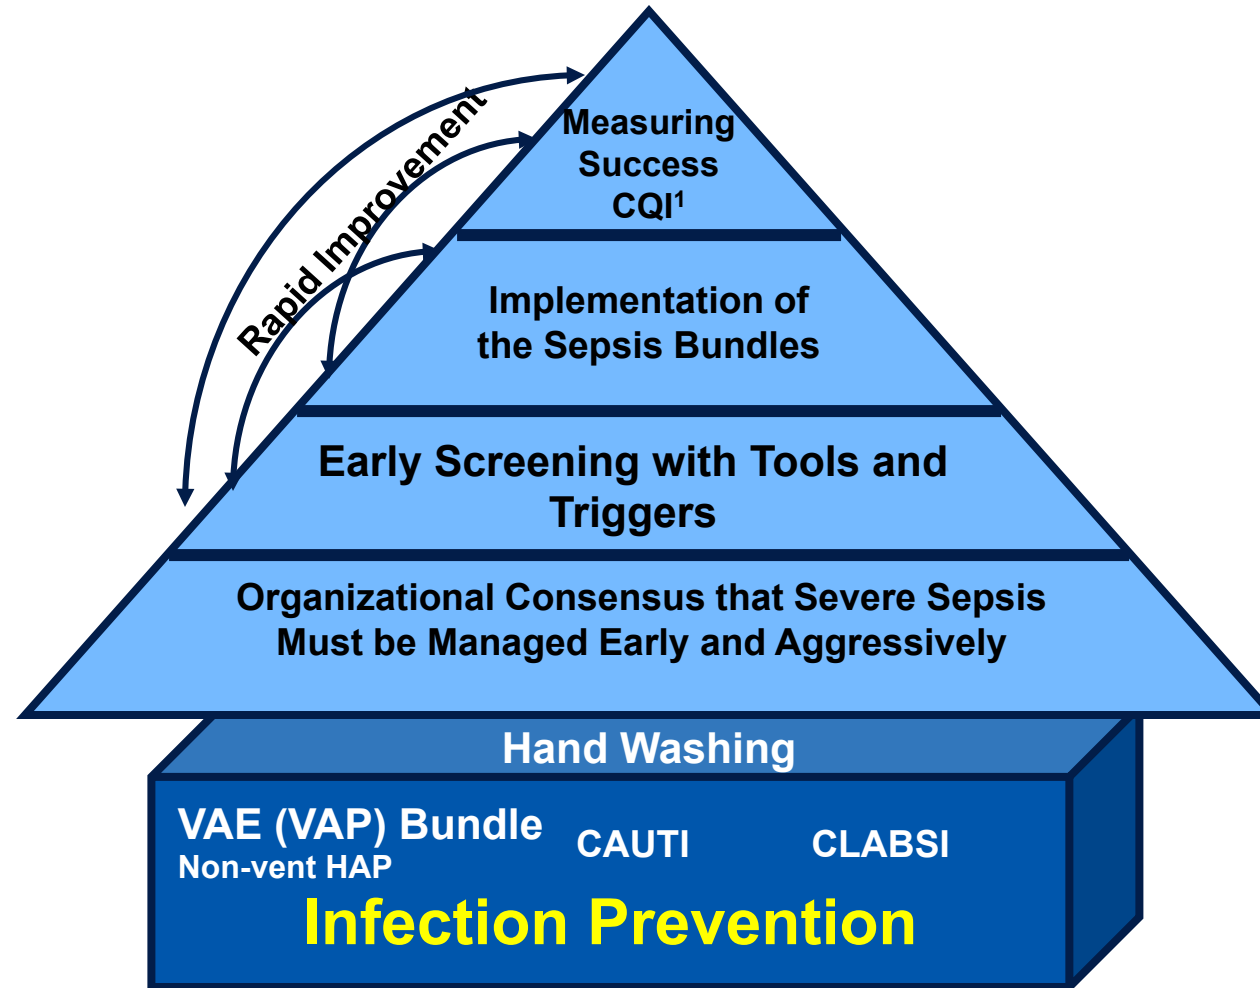 Rapid Improvement
Measuring
Success
CQI¹
Implementation of
the Sepsis Bundles
Early Screening with Tools and
Triggers
Organizational Consensus that Severe Sepsis
Must be Managed Early and Aggressively
Hand Washing
VAE (VAP) Bundle
Non-vent HAP
CAUTI
CLABSI
Infection Prevention